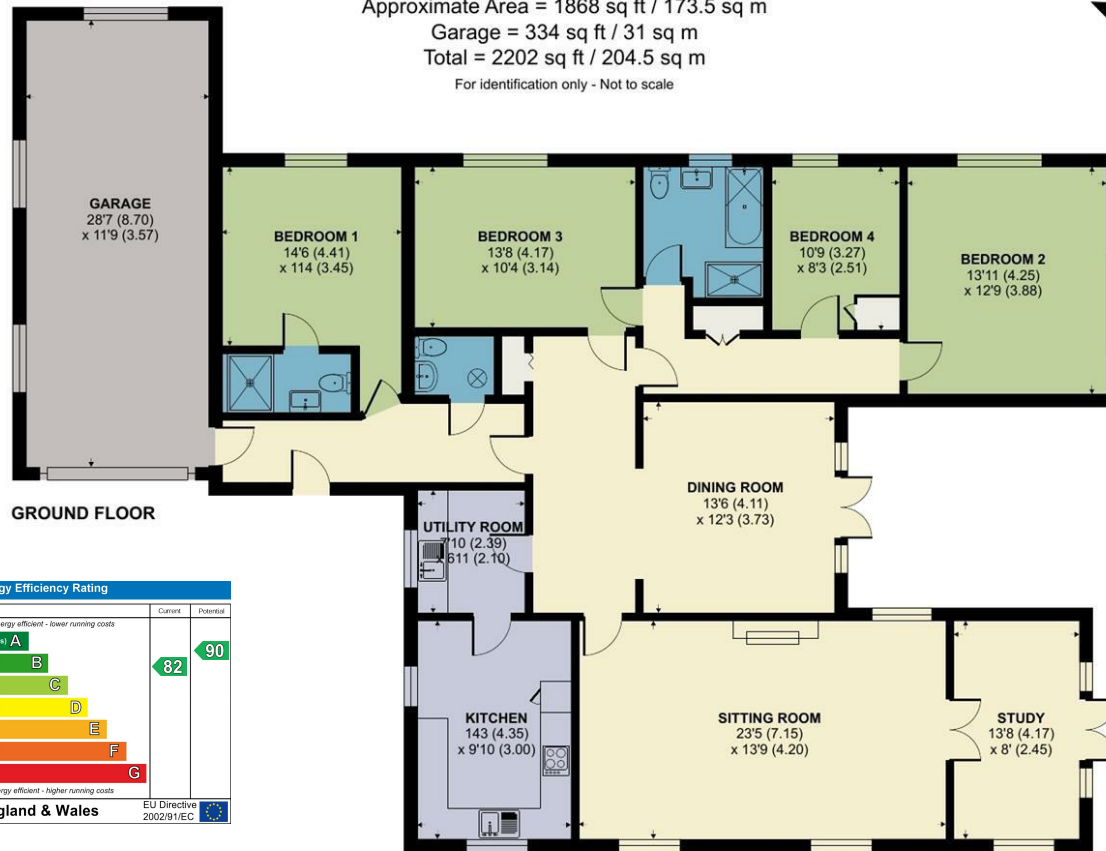 Approximate Area = 1868 sq ft / 173.5 sq m
Garage = 334 sq ft / 31 sq m
Total = 2202 sq ft / 204.5 sq m
For identification only - Not to scale
GARAGE
28'7 (8.70)
x 11'9 (3.57)
BEDROOM 1
14'6 (4.41)
x 114 (3.45)
BEDROOM 3
13'8 (4.17)
x 10'4 (3.14)
BEDROOM 4
10'9 (3.27)
x 8'3 (2.51)
BEDROOM 2
13'11 (4.25)
x 12'9 (3.88)
GROUND FLOOR
UTILITY ROOM
7'10 (2.39)
x 611 (2.10)
DINING ROOM
13'6 (4.11)
x 12'3 (3.73)
KITCHEN
143 (4.35)
x 9'10 (3.00)
SITTING ROOM
23'5 (7.15)
x 13'9 (4.20)
STUDY
13'8 (4.17)
x 8' (2.45)
gy Efficiency Rating
Current Potential
ergy efficient - lower running costs
s) A
B
C
D
E
F
G
82
90
ergy efficient - higher running costs
gland & Wales
EU Directive
2002/91/EC